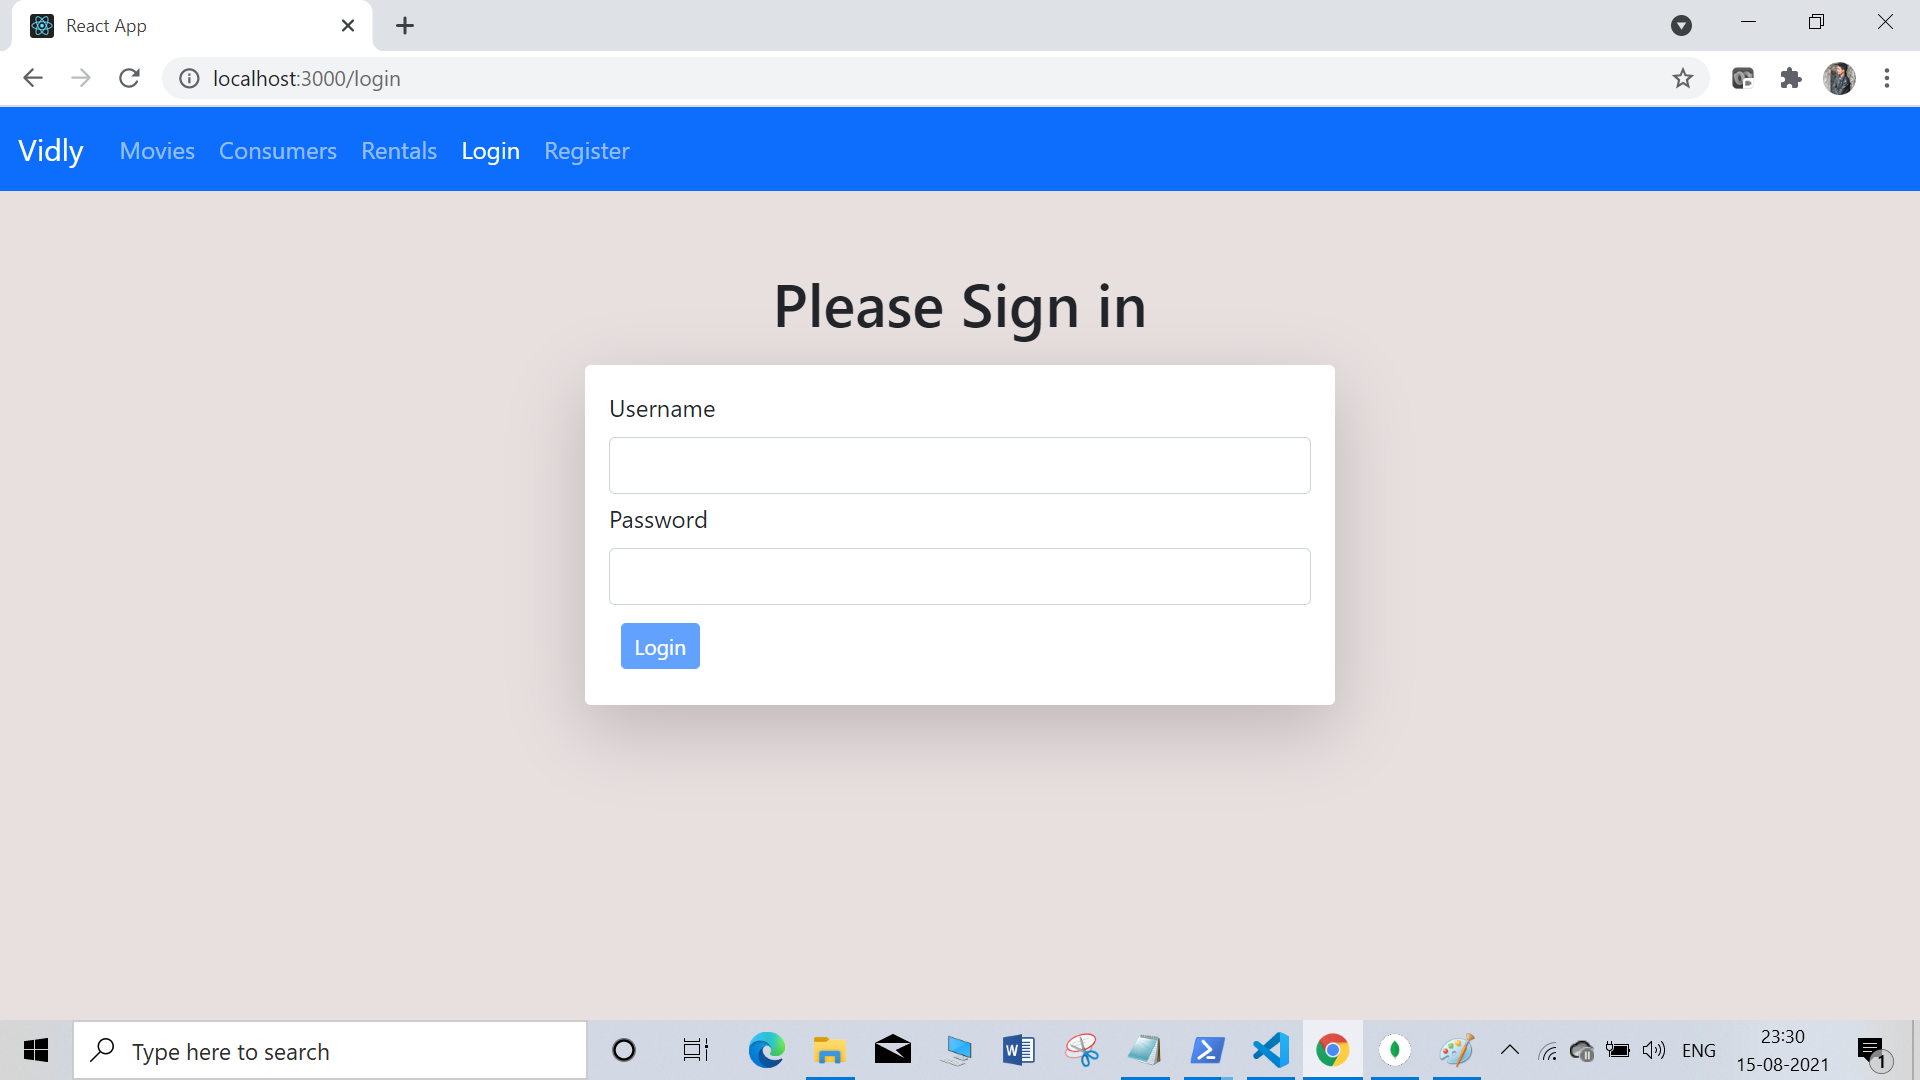 React App
localhost:3000/login
Vidly Movies Consumers Rentals Login Register
Please Sign in
Username
Password
Login
Type here to search
ENG
23:30
15-08-2021
1